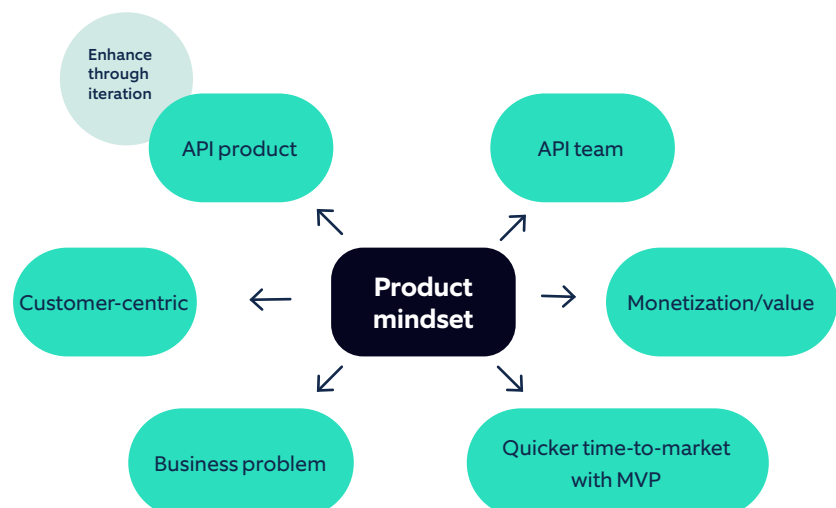 Enhance
through
iteration
API product
API team
Customer-centric
Product
mindset
Monetization/value
Business problem
Quicker time-to-market
with MVP